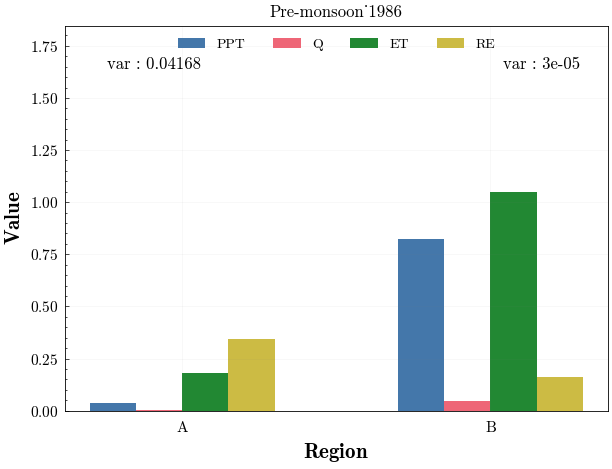 Pre-monsoon˙1986
PPT Q ET RE
var : 0.04168 var : 3e-05
1.75
1.50
1.25
1.00
0.75
0.50
0.25
0.00
Value
A B
Region